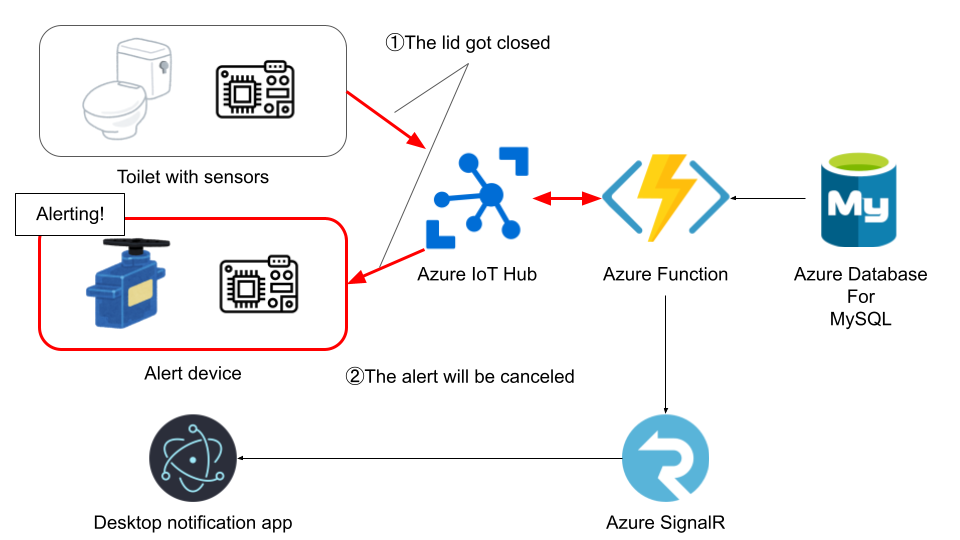 ①The lid got closed
Toilet with sensors
Alerting!
My
Azure IoT Hub
Azure Function
Azure Database
For
MySQL
Alert device
②The alert will be canceled
Desktop notification app
Azure SignalR